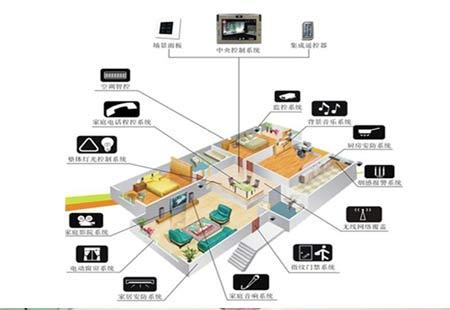 场景面板
中央控制系统
集成遥控器
空调智控
监控系统
家庭电话程控系统
背景音乐系统
整体灯光控制系统
厨房安防系统
烟感报警系统
家庭影院系统
无线网络覆盖
电动窗帘系统
指纹门禁系统
家居安防系统
家庭音响系统